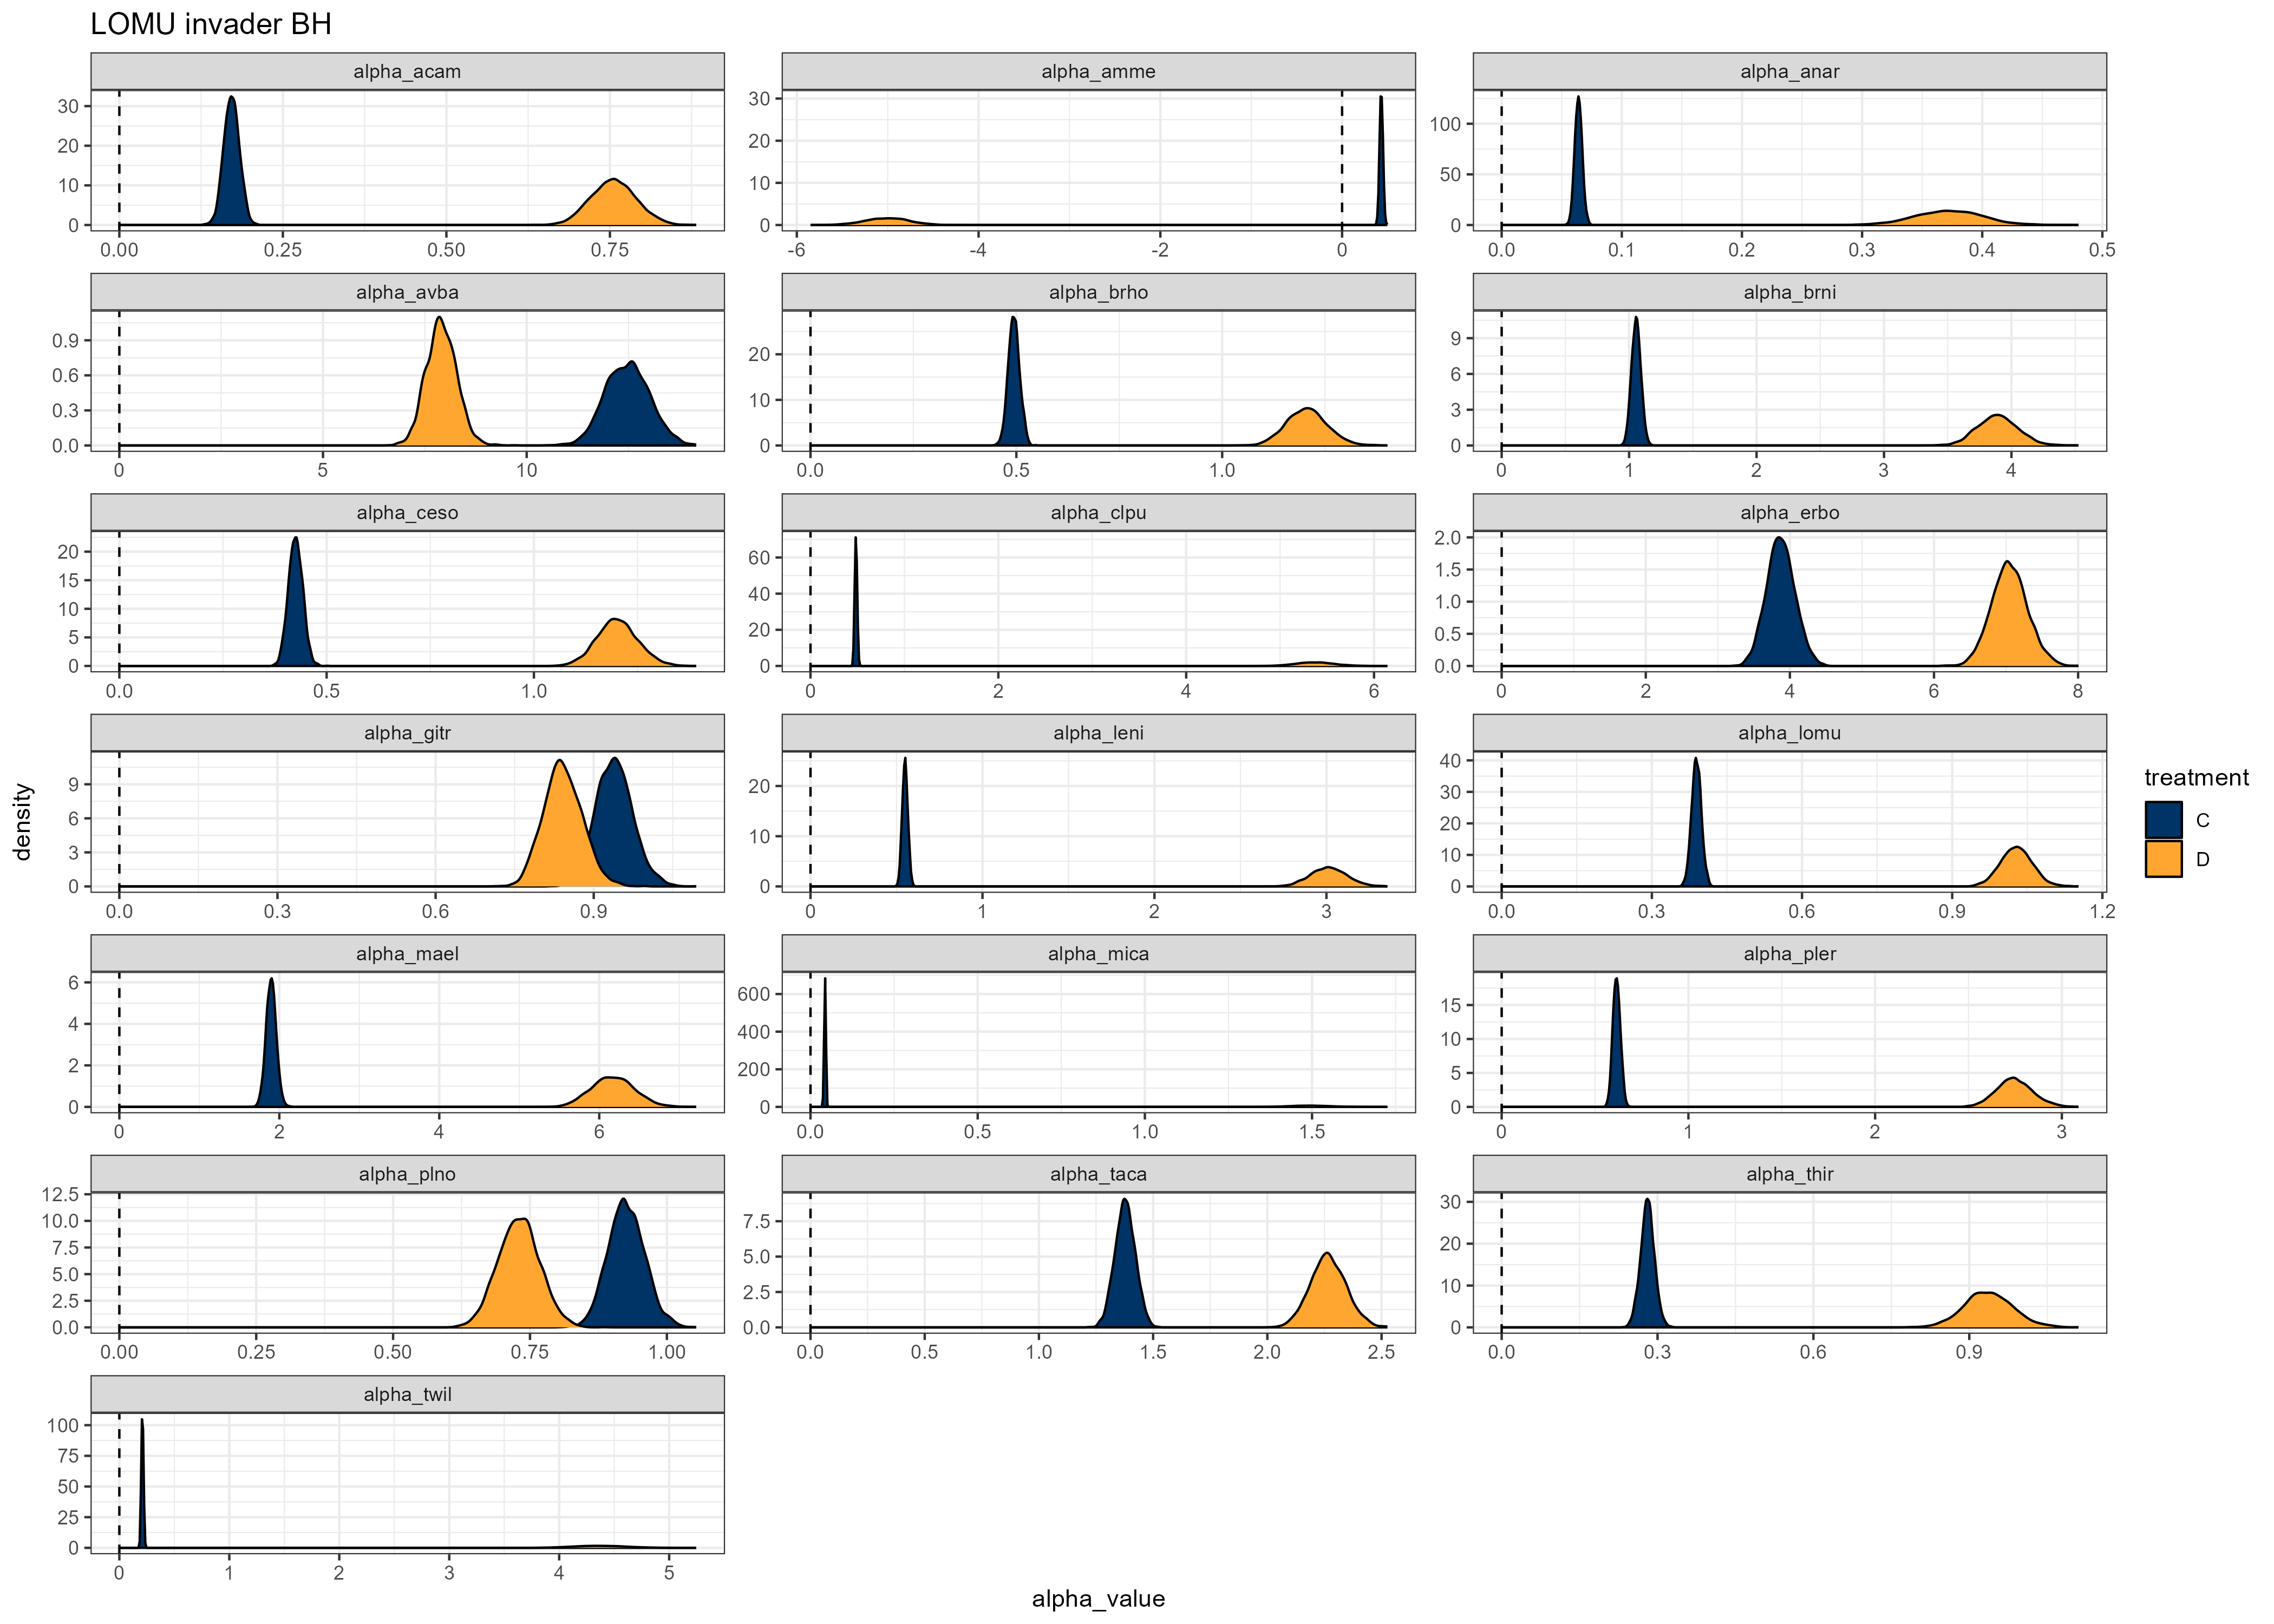 LOMU invader BH
alpha_acam
alpha_amme
alpha_anar
30
20
10
0
0.00 0.25 0.50 0.75
30
20
10
0
-6 -4 -2 0
100
50
0
0.0 0.1 0.2 0.3 0.4 0.5
alpha_avba
alpha_brho
alpha_brni
0.9
0.6
0.3
0.0
0 5 10
20
10
0
0.0 0.5 1.0
9
6
3
0
0 1 2 3 4
alpha_ceso
alpha_clpu
alpha_erbo
20
15
10
5
0
0.0 0.5 1.0
60
40
20
0
0 2 4 6
2.0
1.5
1.0
0.5
0.0
0 2 4 6 8
alpha_gitr
alpha_leni
alpha_lomu
9
6
3
0
0.0 0.3 0.6 0.9
20
10
0
0 1 2 3
40
30
20
10
0
0.0 0.3 0.6 0.9 1.2
alpha_mael
alpha_mica
alpha_pler
6
4
2
0
0 2 4 6
600
400
200
0
0.0 0.5 1.0 1.5
15
10
5
0
0 1 2 3
alpha_plno
alpha_taca
alpha_thir
12.5
10.0
7.5
5.0
2.5
0.0
0.00 0.25 0.50 0.75 1.00
7.5
5.0
2.5
0.0
0.0 0.5 1.0 1.5 2.0 2.5
30
20
10
0
0.0 0.3 0.6 0.9
alpha_twil
100
75
50
25
0
0 1 2 3 4 5
density
alpha_value
treatment
C
D